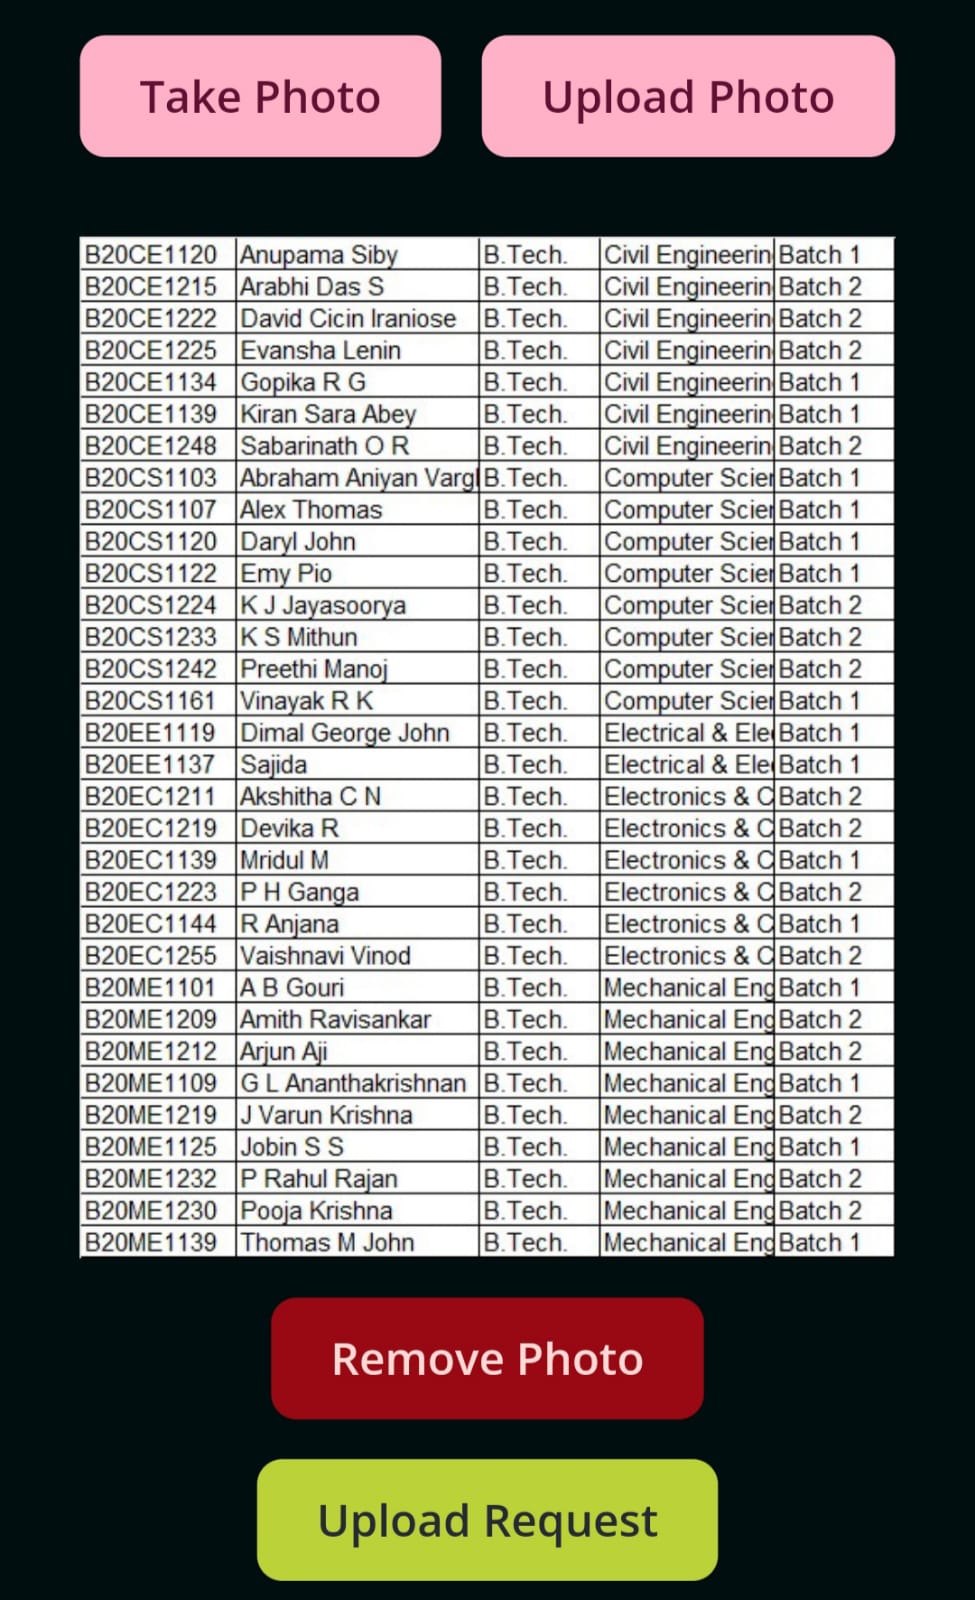 Take Photo Upload Photo
B20CE1120 Anupama Siby B.Tech. Civil Engineerin Batch 1
B20CE1215 Arabhi Das S B.Tech. Civil Engineerin Batch 2
B20CE1222 David Cicin Iraniose B.Tech. Civil Engineerin Batch 2
B20CE1225 Evansha Lenin B.Tech. Civil Engineerin Batch 2
B20CE1134 Gopika R G B.Tech. Civil Engineerin Batch 1
B20CE1139 Kiran Sara Abey B.Tech. Civil Engineerin Batch 1
B20CE1248 Sabarinath O R B.Tech. Civil Engineerin Batch 2
B20CS1103 Abraham Aniyan Varg B.Tech. Computer Scien Batch 1
B20CS1107 Alex Thomas B.Tech. Computer Scien Batch 1
B20CS1120 Daryl John B.Tech. Computer Scien Batch 1
B20CS1122 Emy Pio B.Tech. Computer Scien Batch 1
B20CS1224 K J Jayasoorya B.Tech. Computer Scien Batch 2
B20CS1233 K S Mithun B.Tech. Computer Scien Batch 2
B20CS1242 Preethi Manoj B.Tech. Computer Scien Batch 2
B20CS1161 Vinayak R K B.Tech. Computer Scien Batch 1
B20EE1119 Dimal George John B.Tech. Electrical & Ele Batch 1
B20EE1137 Sajida B.Tech. Electrical & Ele Batch 1
B20EC1211 Akshitha C N B.Tech. Electronics & C Batch 2
B20EC1219 Devika R B.Tech. Electronics & C Batch 2
B20EC1139 Mridul M B.Tech. Electronics & C Batch 1
B20EC1223 P H Ganga B.Tech. Electronics & C Batch 2
B20EC1144 R Anjana B.Tech. Electronics & C Batch 1
B20EC1255 Vaishnavi Vinod B.Tech. Electronics & C Batch 2
B20ME1101 A B Gouri B.Tech. Mechanical Eng Batch 1
B20ME1209 Amith Ravisankar B.Tech. Mechanical Eng Batch 2
B20ME1212 Arjun Aji B.Tech. Mechanical Eng Batch 2
B20ME1109 G L Ananthakrishnan B.Tech. Mechanical Eng Batch 1
B20ME1219 J Varun Krishna B.Tech. Mechanical Eng Batch 2
B20ME1125 Jobin S S B.Tech. Mechanical Eng Batch 1
B20ME1232 P Rahul Rajan B.Tech. Mechanical Eng Batch 2
B20ME1230 Pooja Krishna B.Tech. Mechanical Eng Batch 2
B20ME1139 Thomas M John B.Tech. Mechanical Eng Batch 1
Remove Photo
Upload Request